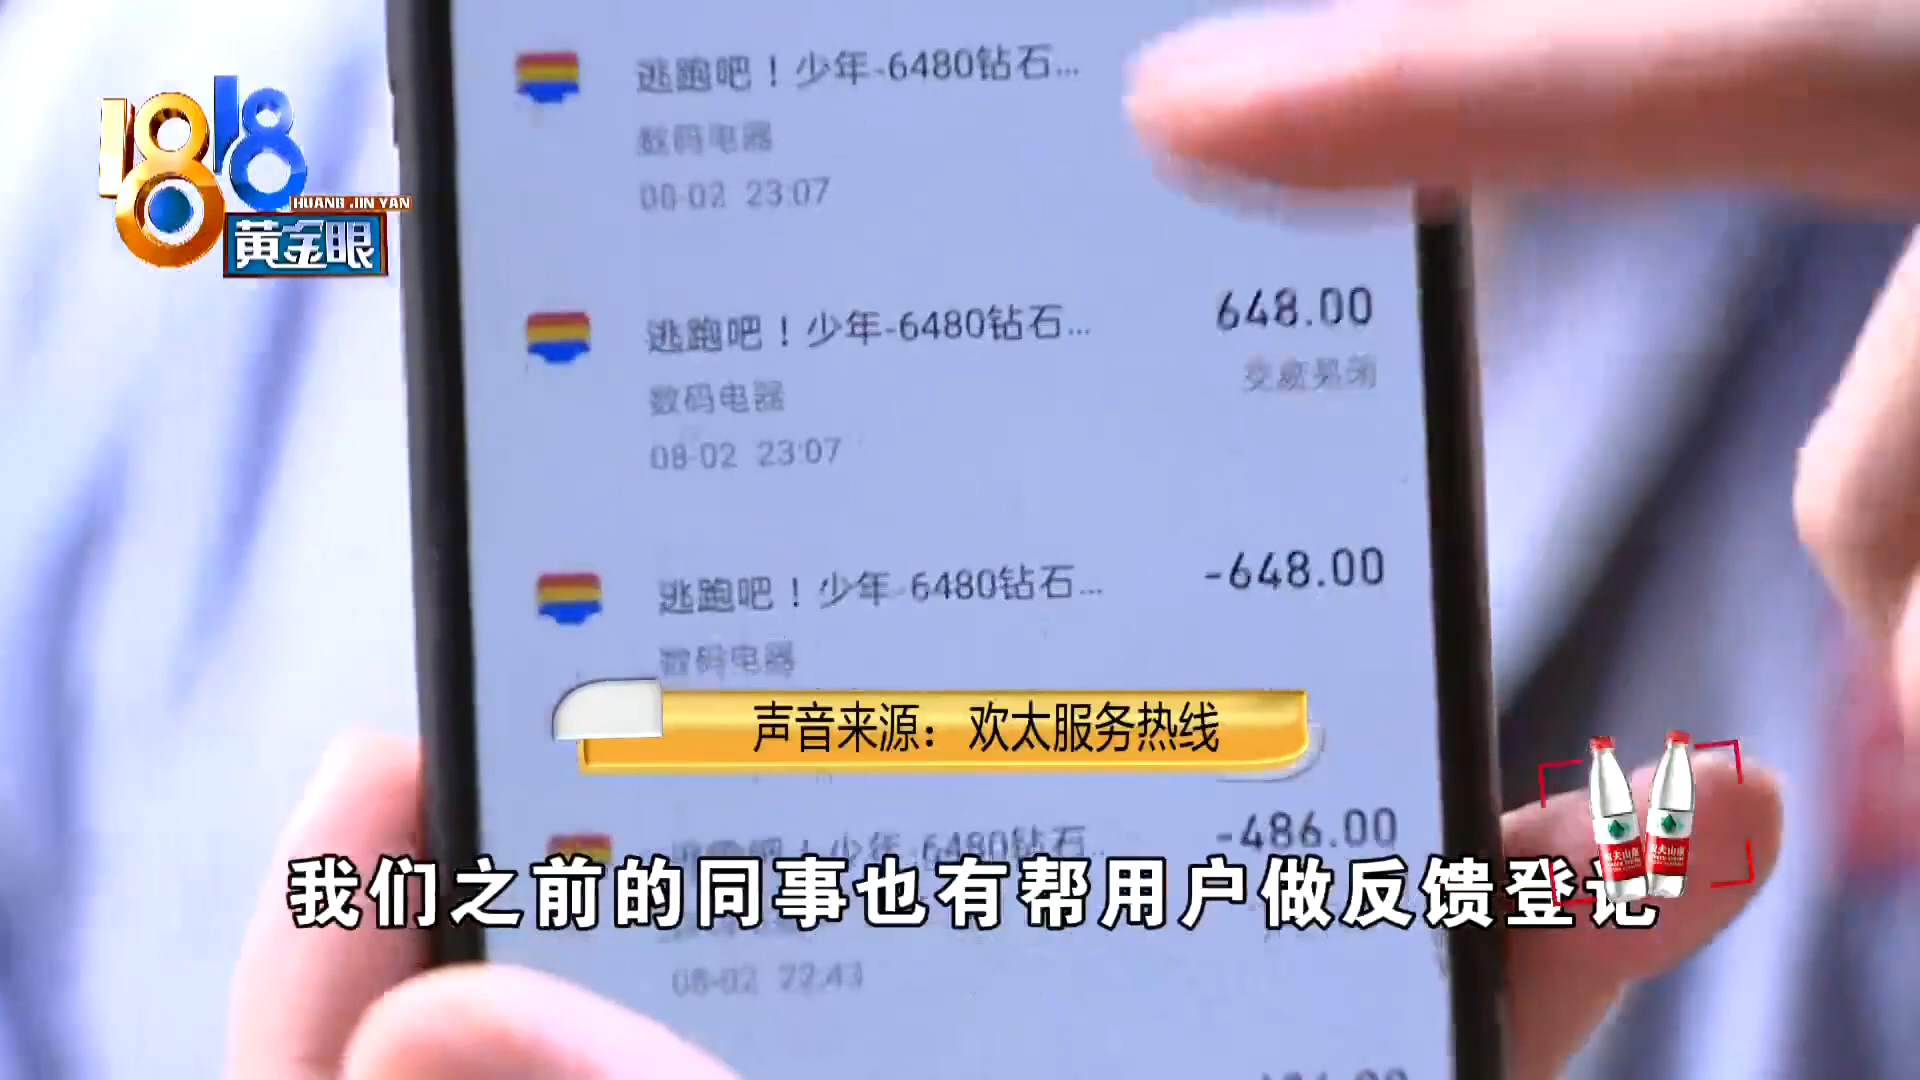 1818
HUANG JIN YAN
黄金眼
逃跑吧！少年-6480钻石...
数码电器
08-02 23:07
逃跑吧！少年-6480钻石...
648.00
数码电器
08-02 23:07
逃跑吧！少年-6480钻石...
-648.00
数码电器
声音来源：欢太服务热线
-486.00
我们之前的同事也有帮用户做反馈登记
08-02 22:43